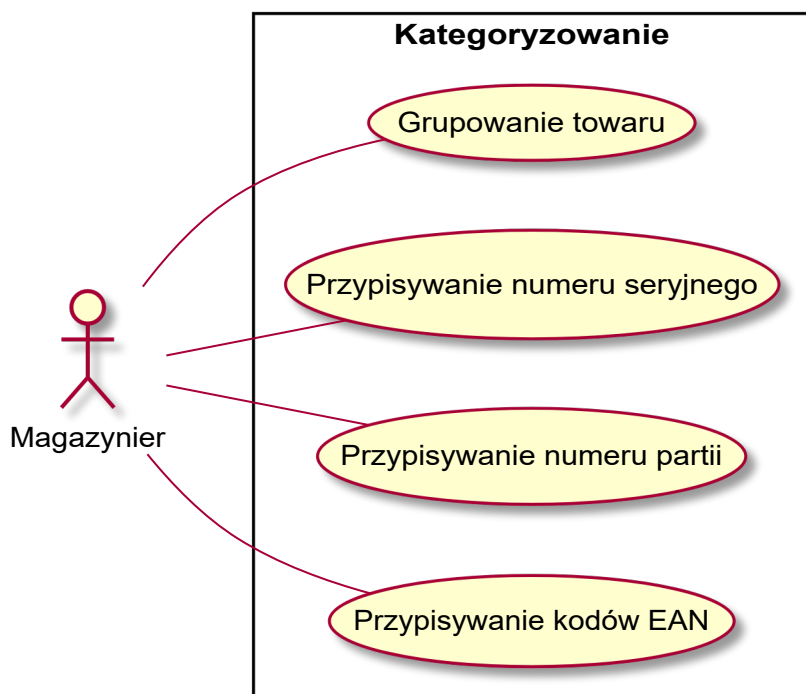 Kategoryzowanie
Grupowanie towaru
Przypisywanie numeru seryjnego
Magazynier
Przypisywanie numeru partii
Przypisywanie kodów EAN